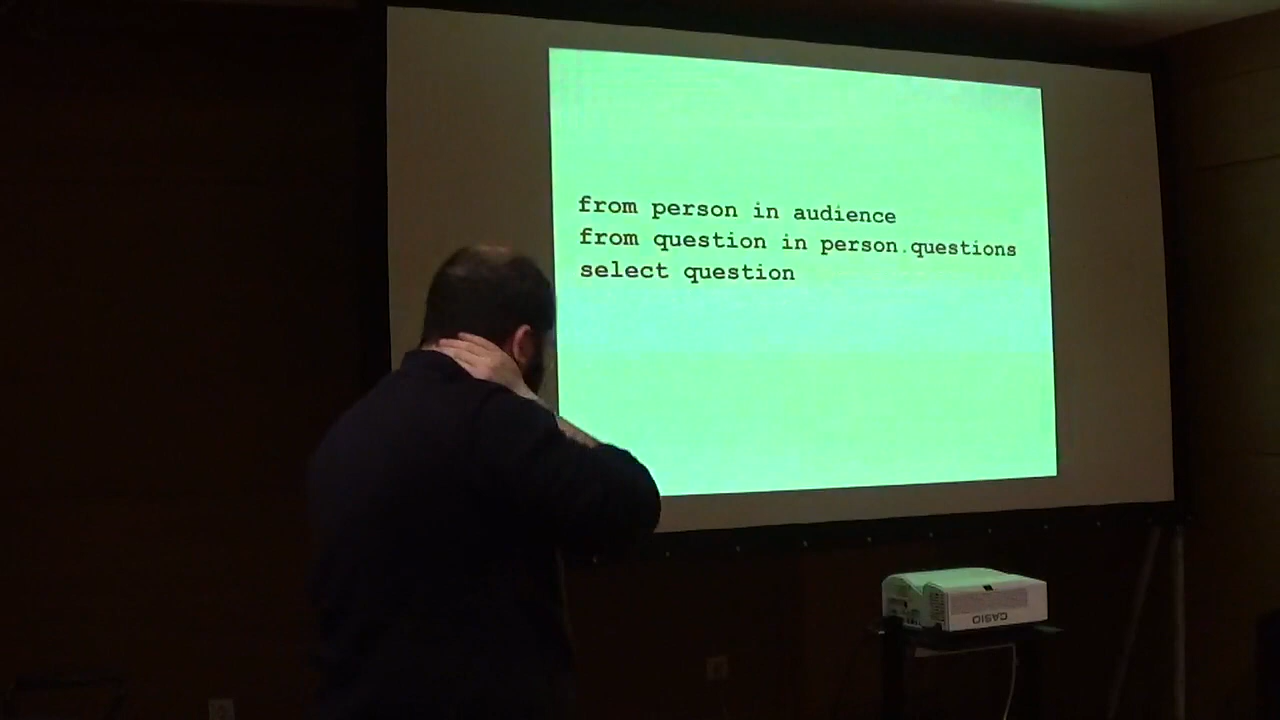 from person in audience
from question in person.questions
select question
CASIO